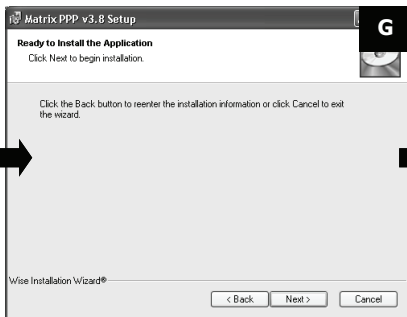 Matrix PPP v3.8 Setup
G
Ready to Install the Application
Click Next to begin installation.
Click the Back button to reenter the installation information or click Cancel to exit
the wizard.
Wise Installation Wizard®
< Back
Next >
Cancel